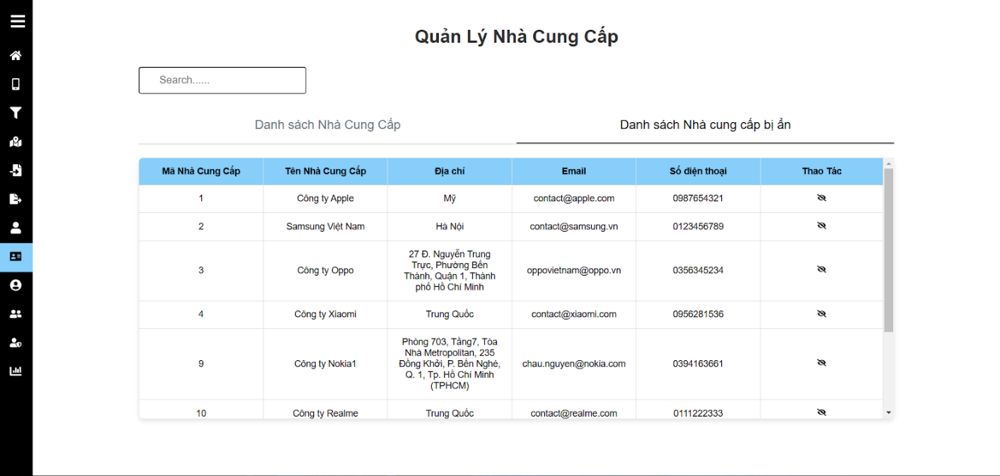 Quản Lý Nhà Cung Cấp
Search......
Danh sách Nhà Cung Cấp
Danh sách Nhà cung cấp bị ẩn
Mã Nhà Cung Cấp Tên Nhà Cung Cấp Địa chỉ Email Số điện thoại Thao Tác
1 Công ty Apple Mỹ contact@apple.com 0987654321
2 Samsung Việt Nam Hà Nội contact@samsung.vn 0123456789
27 Đ. Nguyễn Trung
Trực, Phường Bến
3 Công ty Oppo oppovietnam@oppo.vn 0356345234
Thành, Quận 1, Thành
phố Hồ Chí Minh
4 Công ty Xiaomi Trung Quốc contact@xiaomi.com 0956281536
Phòng 703, Tầng7, Tòa
Nhà Metropolitan, 235
9 Công ty Nokia1 Đồng Khởi, P. Bến Nghé, chau.nguyen@nokia.com 0394163661
Q. 1, Tp. Hồ Chí Minh
(TPHCM)
10 Công ty Realme Trung Quốc contact@realme.com 0111222333